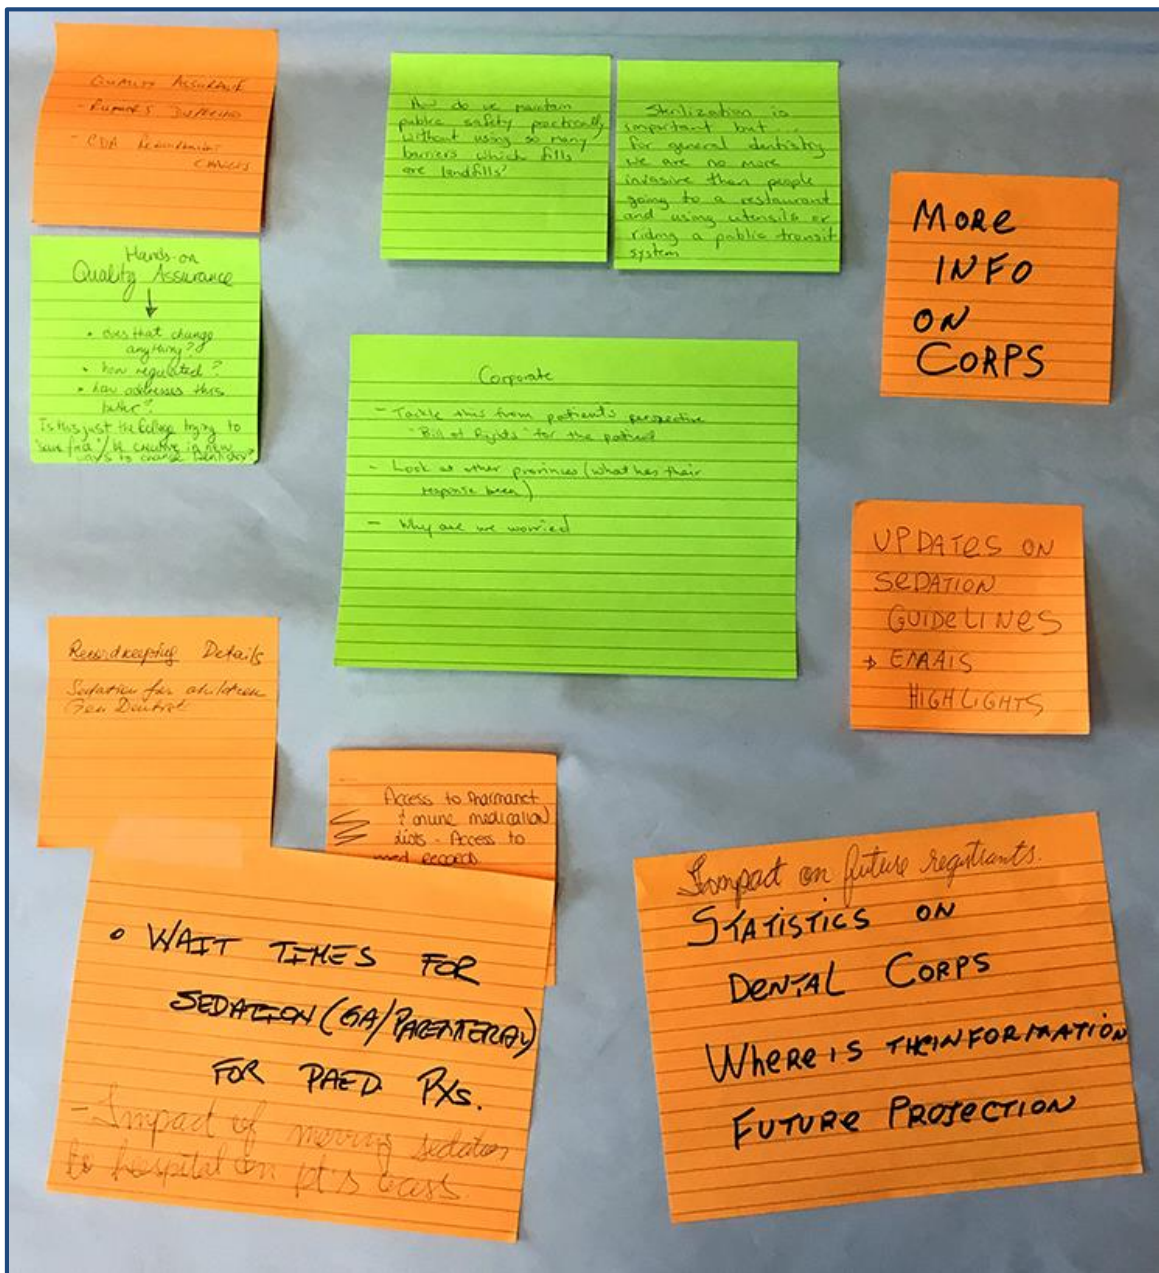 QUALITY ASSURANCE
- RUMORS
- CDA REQUIREMENT
CHANGES
Hands-on
Quality Assurance
• does that change
anything?
• how regulated?
• how addresses this
better?
Is this just the College trying to
"save face"/be creative in new
ways to change Dentistry?
How do we maintain
public safety practically
without using so many
barriers which fills
are landfills?
Sterilization is
important but...
for general dentistry
we are no more
invasive than people
going to a restaurant
and using utensils or
riding a public transit
system
MORE
INFO
ON
CORPS
Corporate
- Tackle this from patient's perspective
"Bill of Rights" for the patient
- Look at other provinces (what has their
response been)
- Why are we worried
UPDATES ON
SEDATION
GUIDELINES
HIGHLIGHTS
Recordkeeping Details
Sedation for children
Gen Dentist
Access to Pharmanet
+ online medication
lists - Access to
med records
• WAIT TIMES FOR
SEDATION (GA/PARENTERAL)
FOR PAED. PXS.
- Impact of moving sedation
to hospital on pt's
Impact on future registrants.
STATISTICS ON
DENTAL CORPS
WHERE IS THEINFORMATION
FUTURE PROJECTION